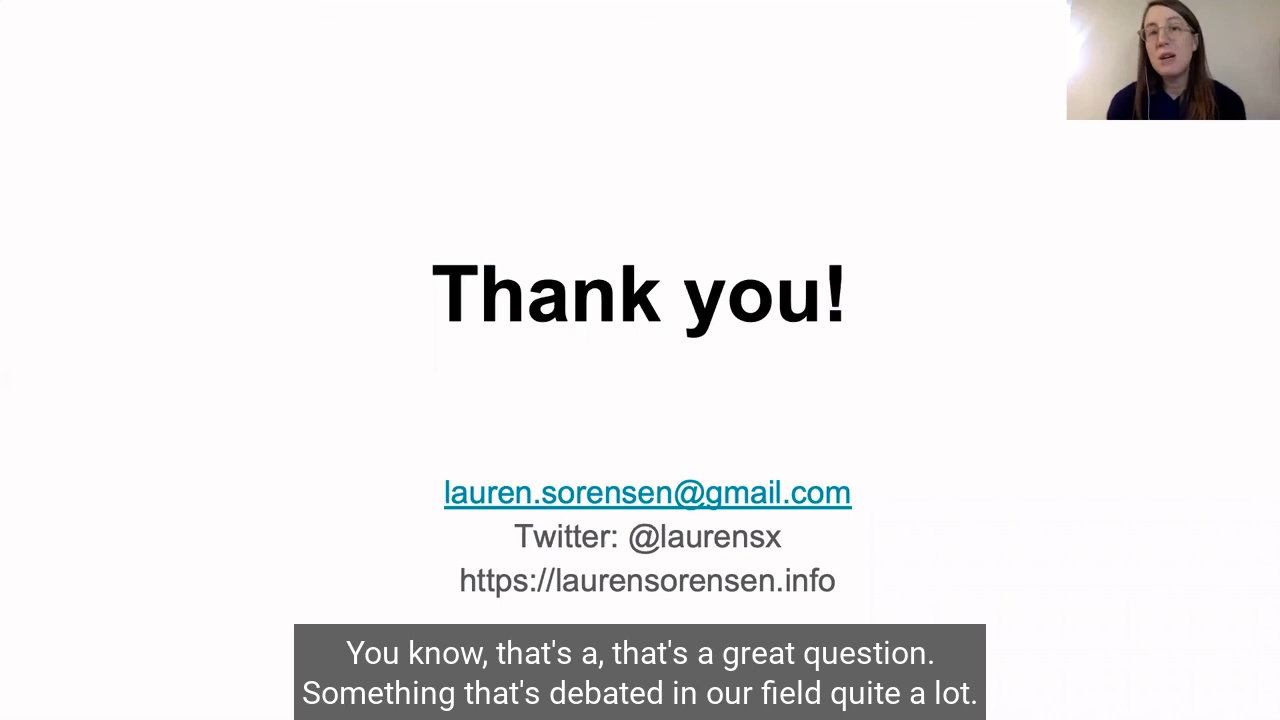 Thank you!
lauren.sorensen@gmail.com
Twitter: @laurensx
https://laurensorensen.info
You know, that's a, that's a great question.
Something that's debated in our field quite a lot.